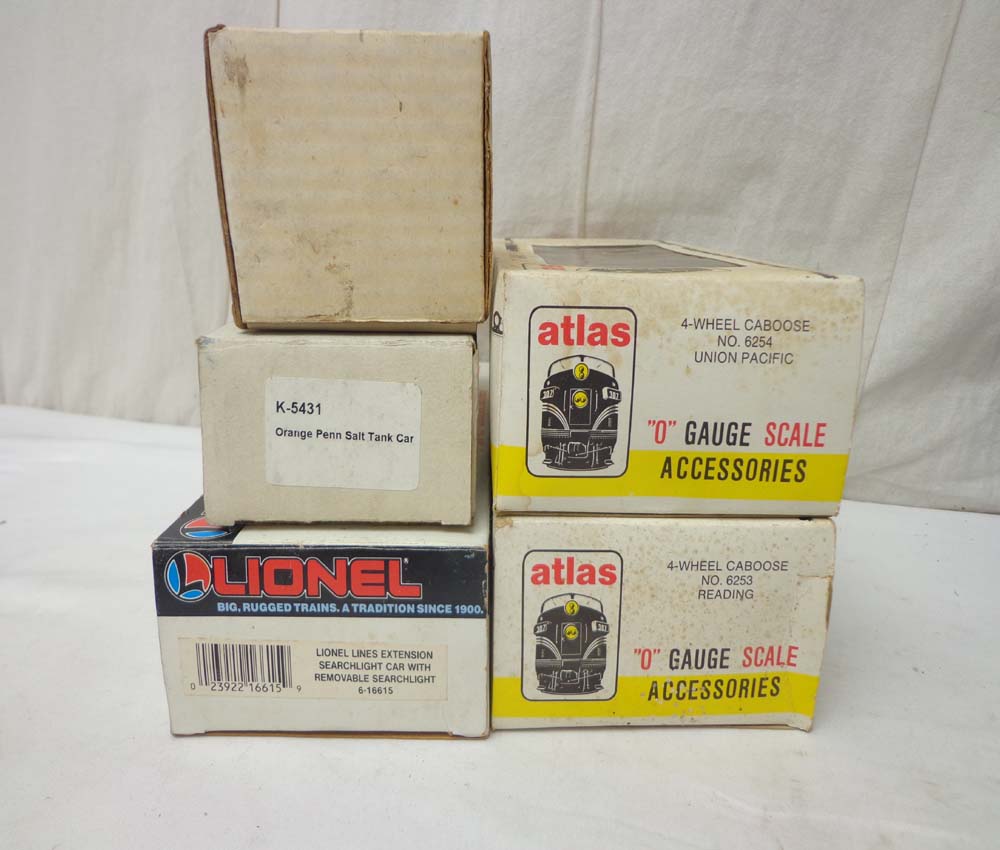 K-5431
Orange Penn Salt Tank Car
LIONEL
BIG, RUGGED TRAINS. A TRADITION SINCE 1900.
LIONEL LINES EXTENSION
SEARCHLIGHT CAR WITH
REMOVABLE SEARCHLIGHT
6-16615
0 23922 16615 9
atlas
4-WHEEL CABOOSE
NO. 6254
UNION PACIFIC
"O" GAUGE SCALE
ACCESSORIES
atlas
4-WHEEL CABOOSE
NO. 6253
READING
"O" GAUGE SCALE
ACCESSORIES